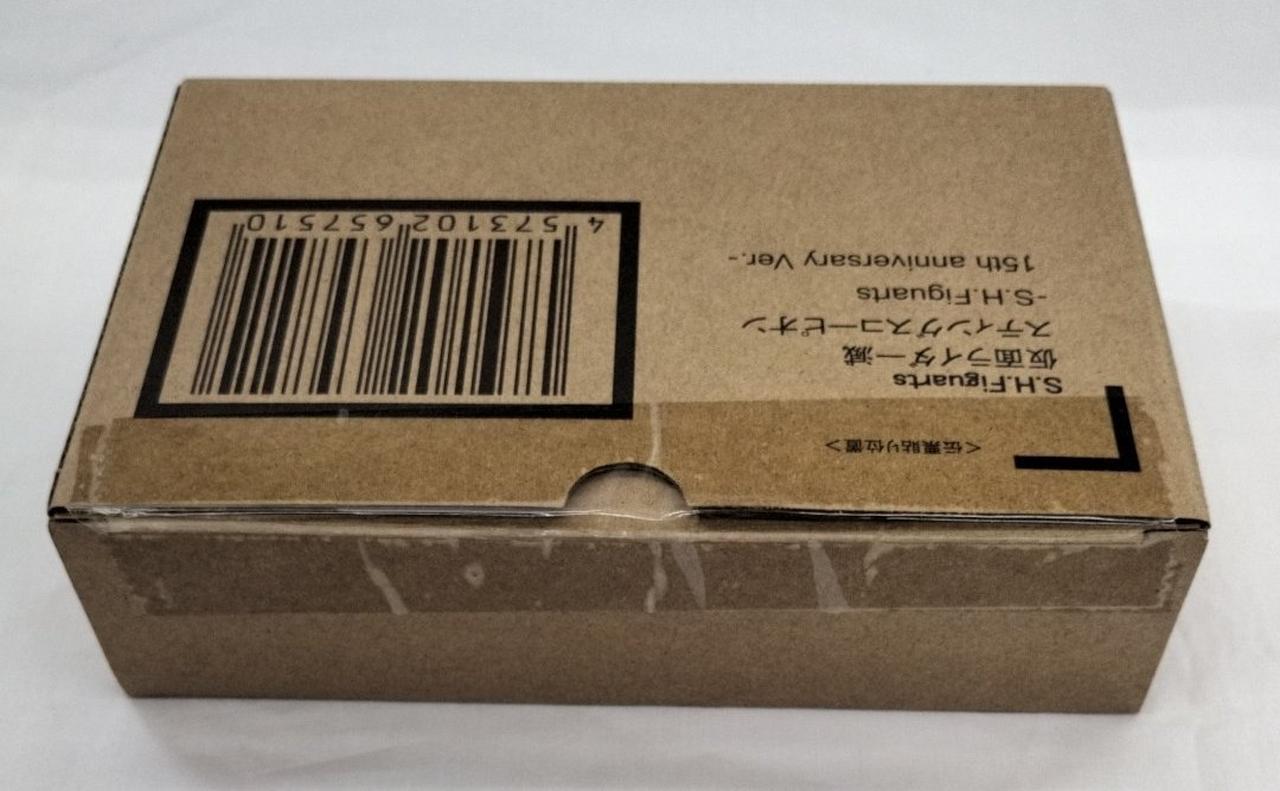 <伝票貼り位置>
S.H.Figuarts
仮面ライダー滅
スティングスコーピオン
-S.H.Figuarts
15th anniversary Ver.-
4 573102 657510